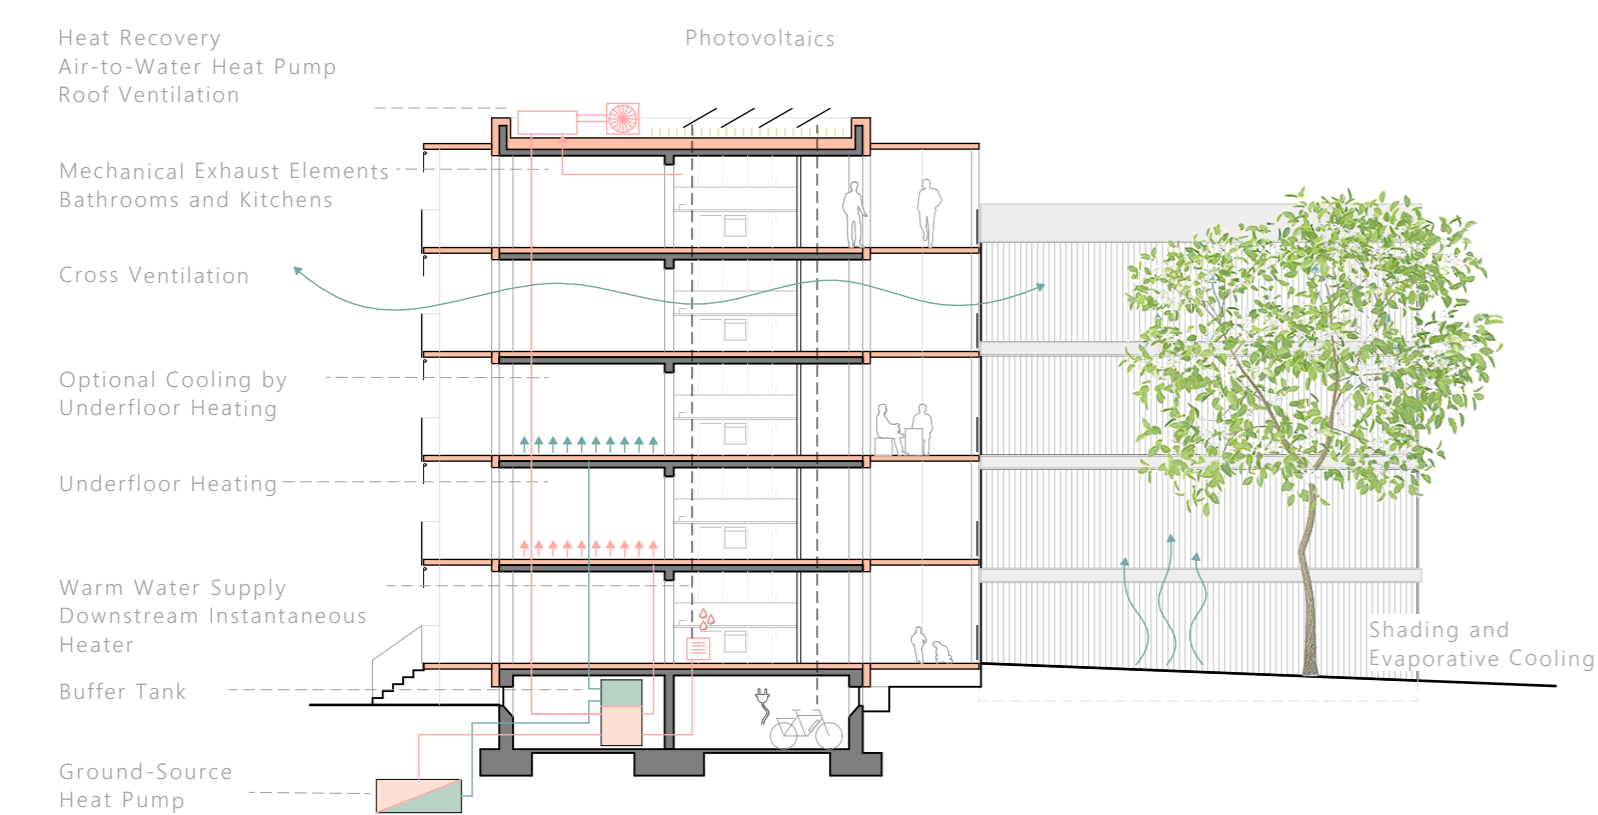 Heat Recovery
Air-to-Water Heat Pump
Roof Ventilation
Photovoltaics
Mechanical Exhaust Elements
Bathrooms and Kitchens
Cross Ventilation
Optional Cooling by
Underfloor Heating
Underfloor Heating
Warm Water Supply
Downstream Instantaneous
Heater
Shading and
Evaporative Cooling
Buffer Tank
Ground-Source
Heat Pump